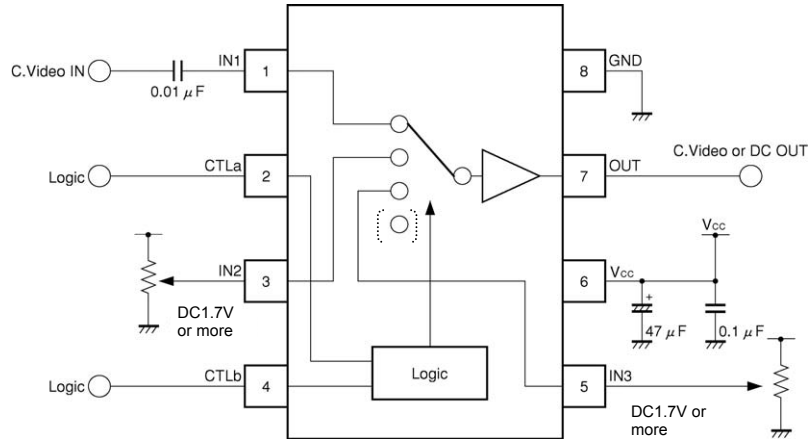 C.Video IN
0.01 μF
IN1
1
8
GND
Logic
CTLa
2
7
OUT
C.Video or DC OUT
IN2
3
DC1.7V
or more
6
Vcc
Vcc
+
47 μF
0.1 μF
Logic
CTLb
4
Logic
5
IN3
DC1.7V or
more